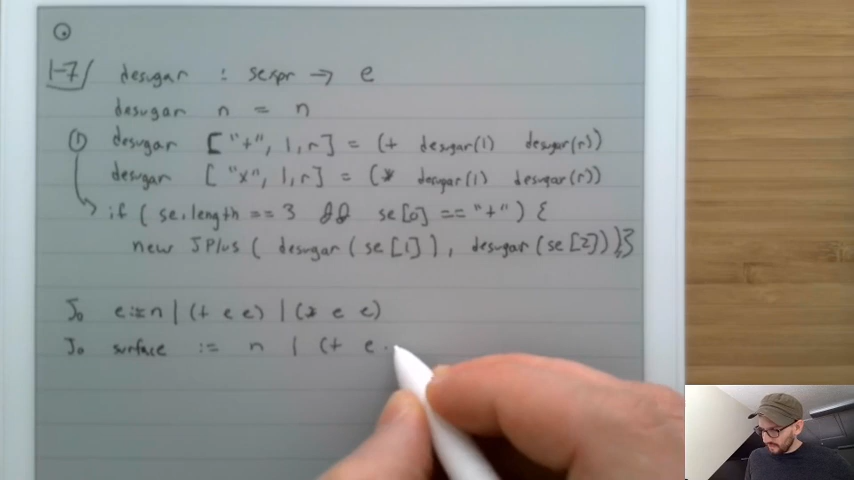 1-7/ desugar : sexpr → e
desugar n = n
① desugar ["+", l,r] = (+ desugar(l) desugar(r))
desugar ["x", l,r] = (* desugar(l) desugar(r))
if ( se.length == 3 && se[0] == "+" ) {
new JPlus ( desugar ( se [1] ), desugar (se [2]) );}
J₀ e::=n | (+ e e) | (* e e)
J₀ surface := n | (+ e .